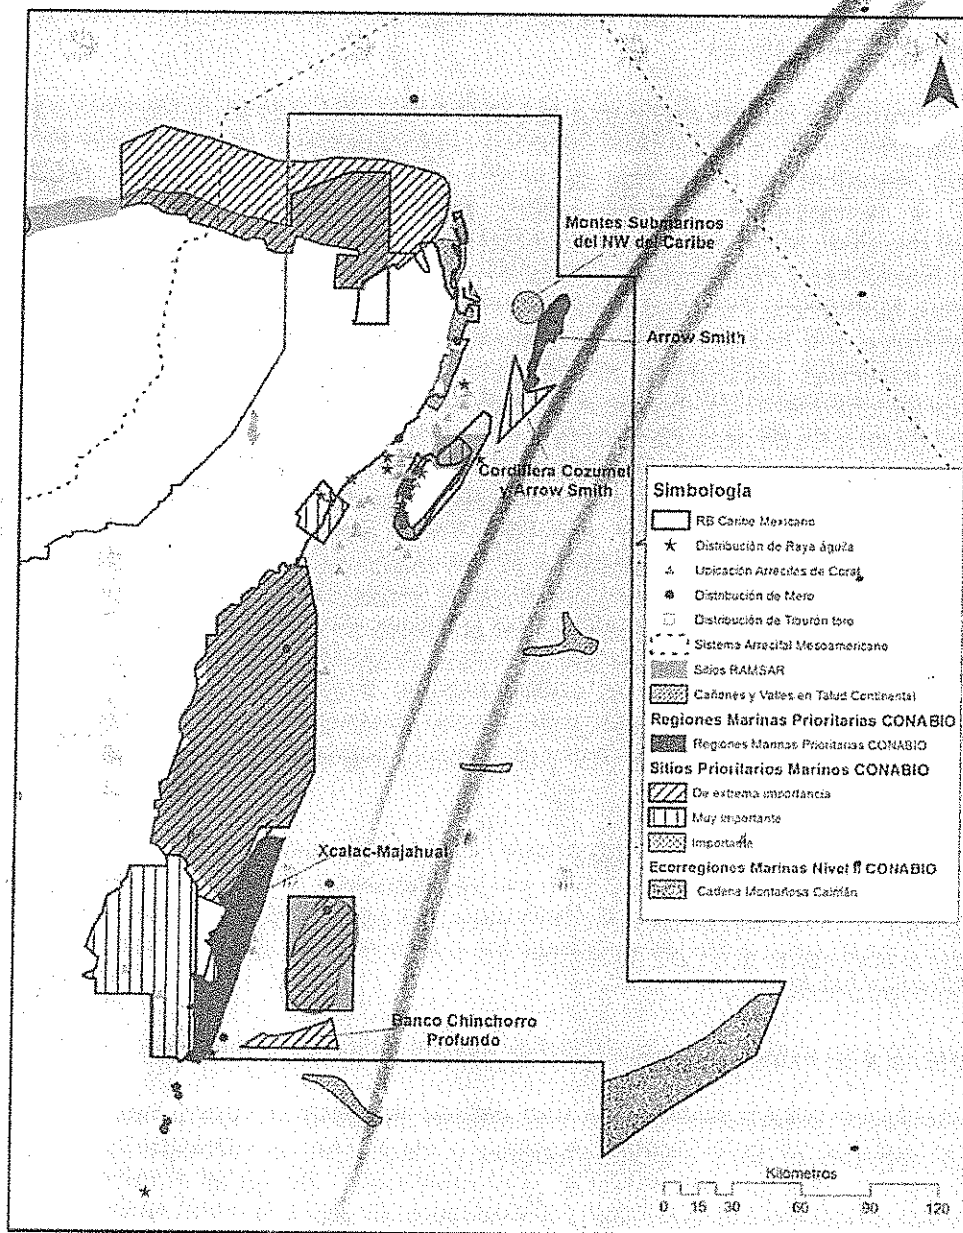 N
Montes Submarinos
del NW del Caribe
Arrow Smith
Cordillera Cozumel
y Arrow Smith
Simbología
RB Caribe Mexicano
Distribución de Raya águila
Ubicación Arrecifes de Coral
Distribución de Mero
Distribución de Tiburón toro
Sistema Arrecifal Mesoamericano
Sitios RAMSAR
Cañones y Valles en Talud Continental
Regiones Marinas Prioritarias CONABIO
Regiones Marinas Prioritarias CONABIO
Sitios Prioritarios Marinos CONABIO
De extrema importancia
Muy importante
Importante
Ecorregiones Marinas Nivel II CONABIO
Cadena Montañosa Caimán
Xcalac-Majahual
Banco Chinchorro
Profundo
Kilometros
0 15 30 60 90 120